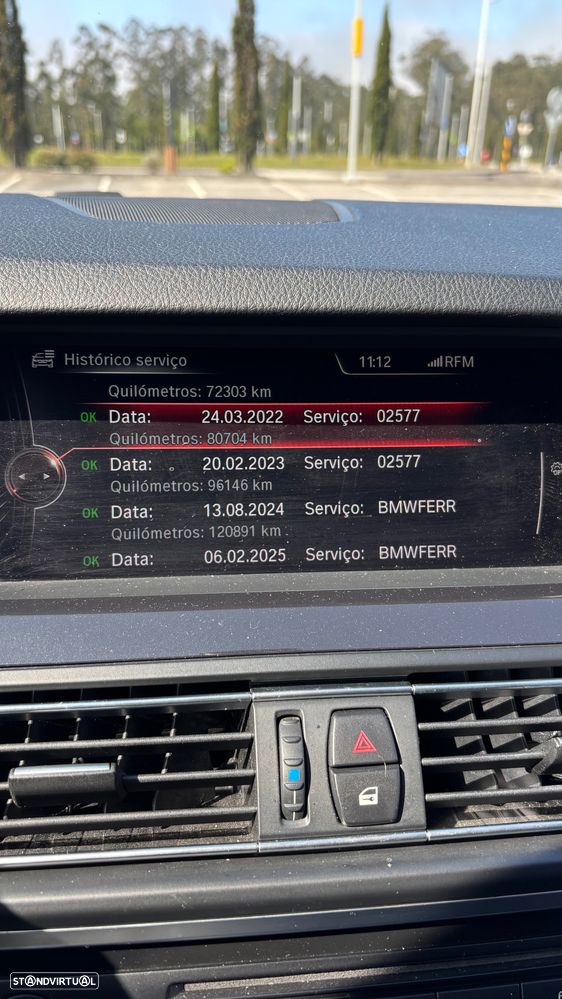 Histórico serviço 11:12 RFM
Quilómetros: 72303 km
OK Data: 24.03.2022 Serviço: 02577
Quilómetros: 80704 km
OK Data: 20.02.2023 Serviço: 02577
Quilómetros: 96146 km
OK Data: 13.08.2024 Serviço: BMWFERR
Quilómetros: 120891 km
OK Data: 06.02.2025 Serviço: BMWFERR
STANDVIRTUAL